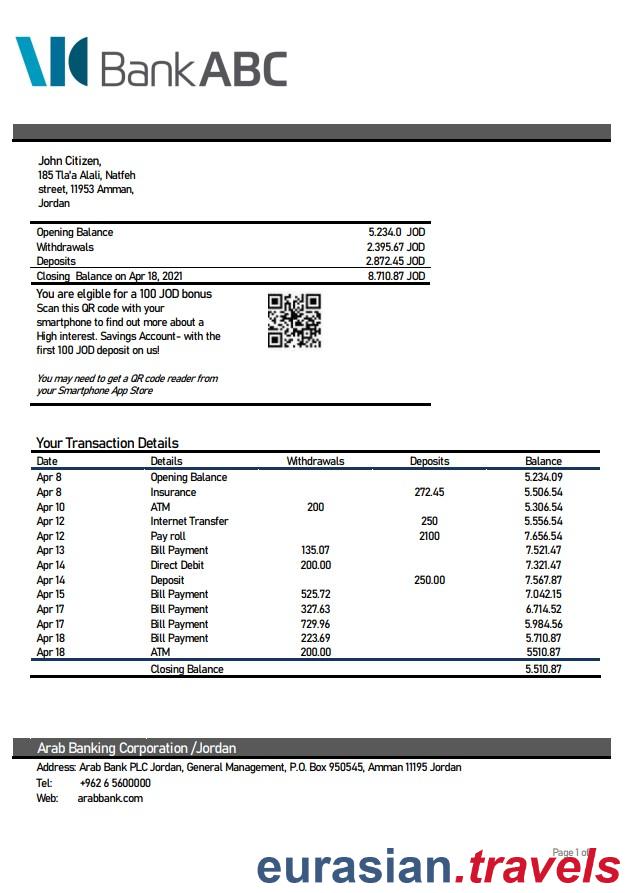 Bank ABC
John Citizen,
185 Tla'a Alali, Natfeh
street, 11953 Amman,
Jordan
Opening Balance 5.234.0 JOD
Withdrawals 2.395.67 JOD
Deposits 2.872.45 JOD
Closing Balance on Apr 18, 2021 8.710.87 JOD
You are elgible for a 100 JOD bonus
Scan this QR code with your
smartphone to find out more about a
High interest. Savings Account- with the
first 100 JOD deposit on us!
You may need to get a QR code reader from
your Smartphone App Store
Your Transaction Details
Date Details Withdrawals Deposits Balance
Apr 8 Opening Balance 5.234.09
Apr 8 Insurance 272.45 5.506.54
Apr 10 ATM 200 5.306.54
Apr 12 Internet Transfer 250 5.556.54
Apr 12 Pay roll 2100 7.656.54
Apr 13 Bill Payment 135.07 7.521.47
Apr 14 Direct Debit 200.00 7.321.47
Apr 14 Deposit 250.00 7.567.87
Apr 15 Bill Payment 525.72 7.042.15
Apr 17 Bill Payment 327.63 6.714.52
Apr 17 Bill Payment 729.96 5.984.56
Apr 18 Bill Payment 223.69 5.710.87
Apr 18 ATM 200.00 5510.87
Closing Balance 5.510.87
Arab Banking Corporation /Jordan
Address: Arab Bank PLC Jordan, General Management, P.O. Box 950545, Amman 11195 Jordan
Tel: +962 6 5600000
Web: arabbank.com
Page 1 of
eurasian.travels